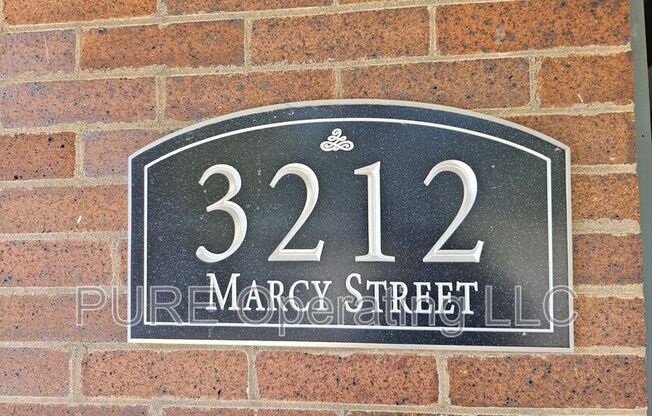 3212
MARCY STREET
PURE Operating LLC